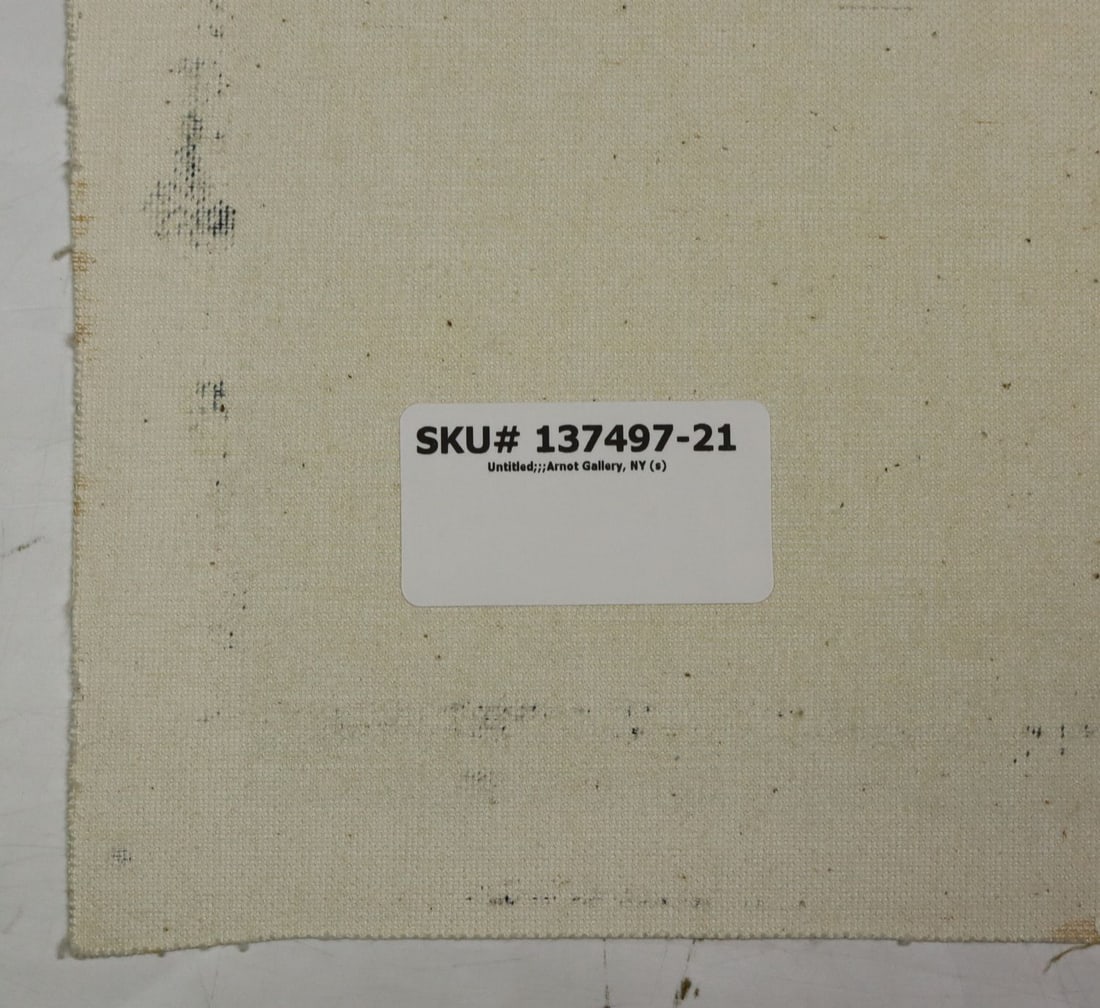 SKU# 137497-21
Untitled;;;Arnot Gallery, NY (s)